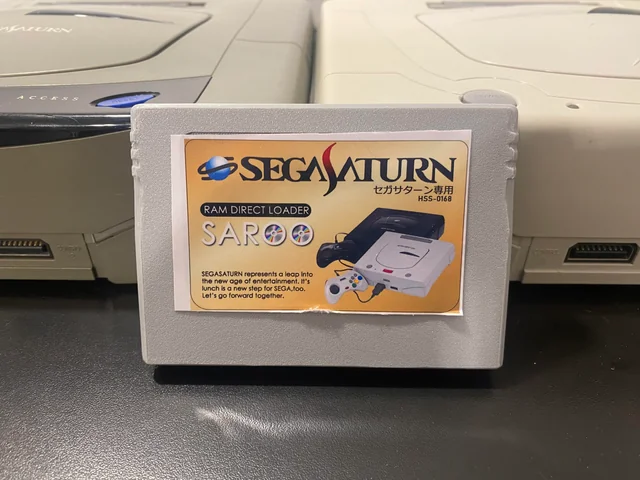 SATURN
ACCESS
SEGASATURN
セガサターン専用
HSS-0168
RAM DIRECT LOADER
SAROO
SEGASATURN represents a leap into
the new age of entertainment. it's
lunch is a new step for SEGA,too.
Let's go forward together.